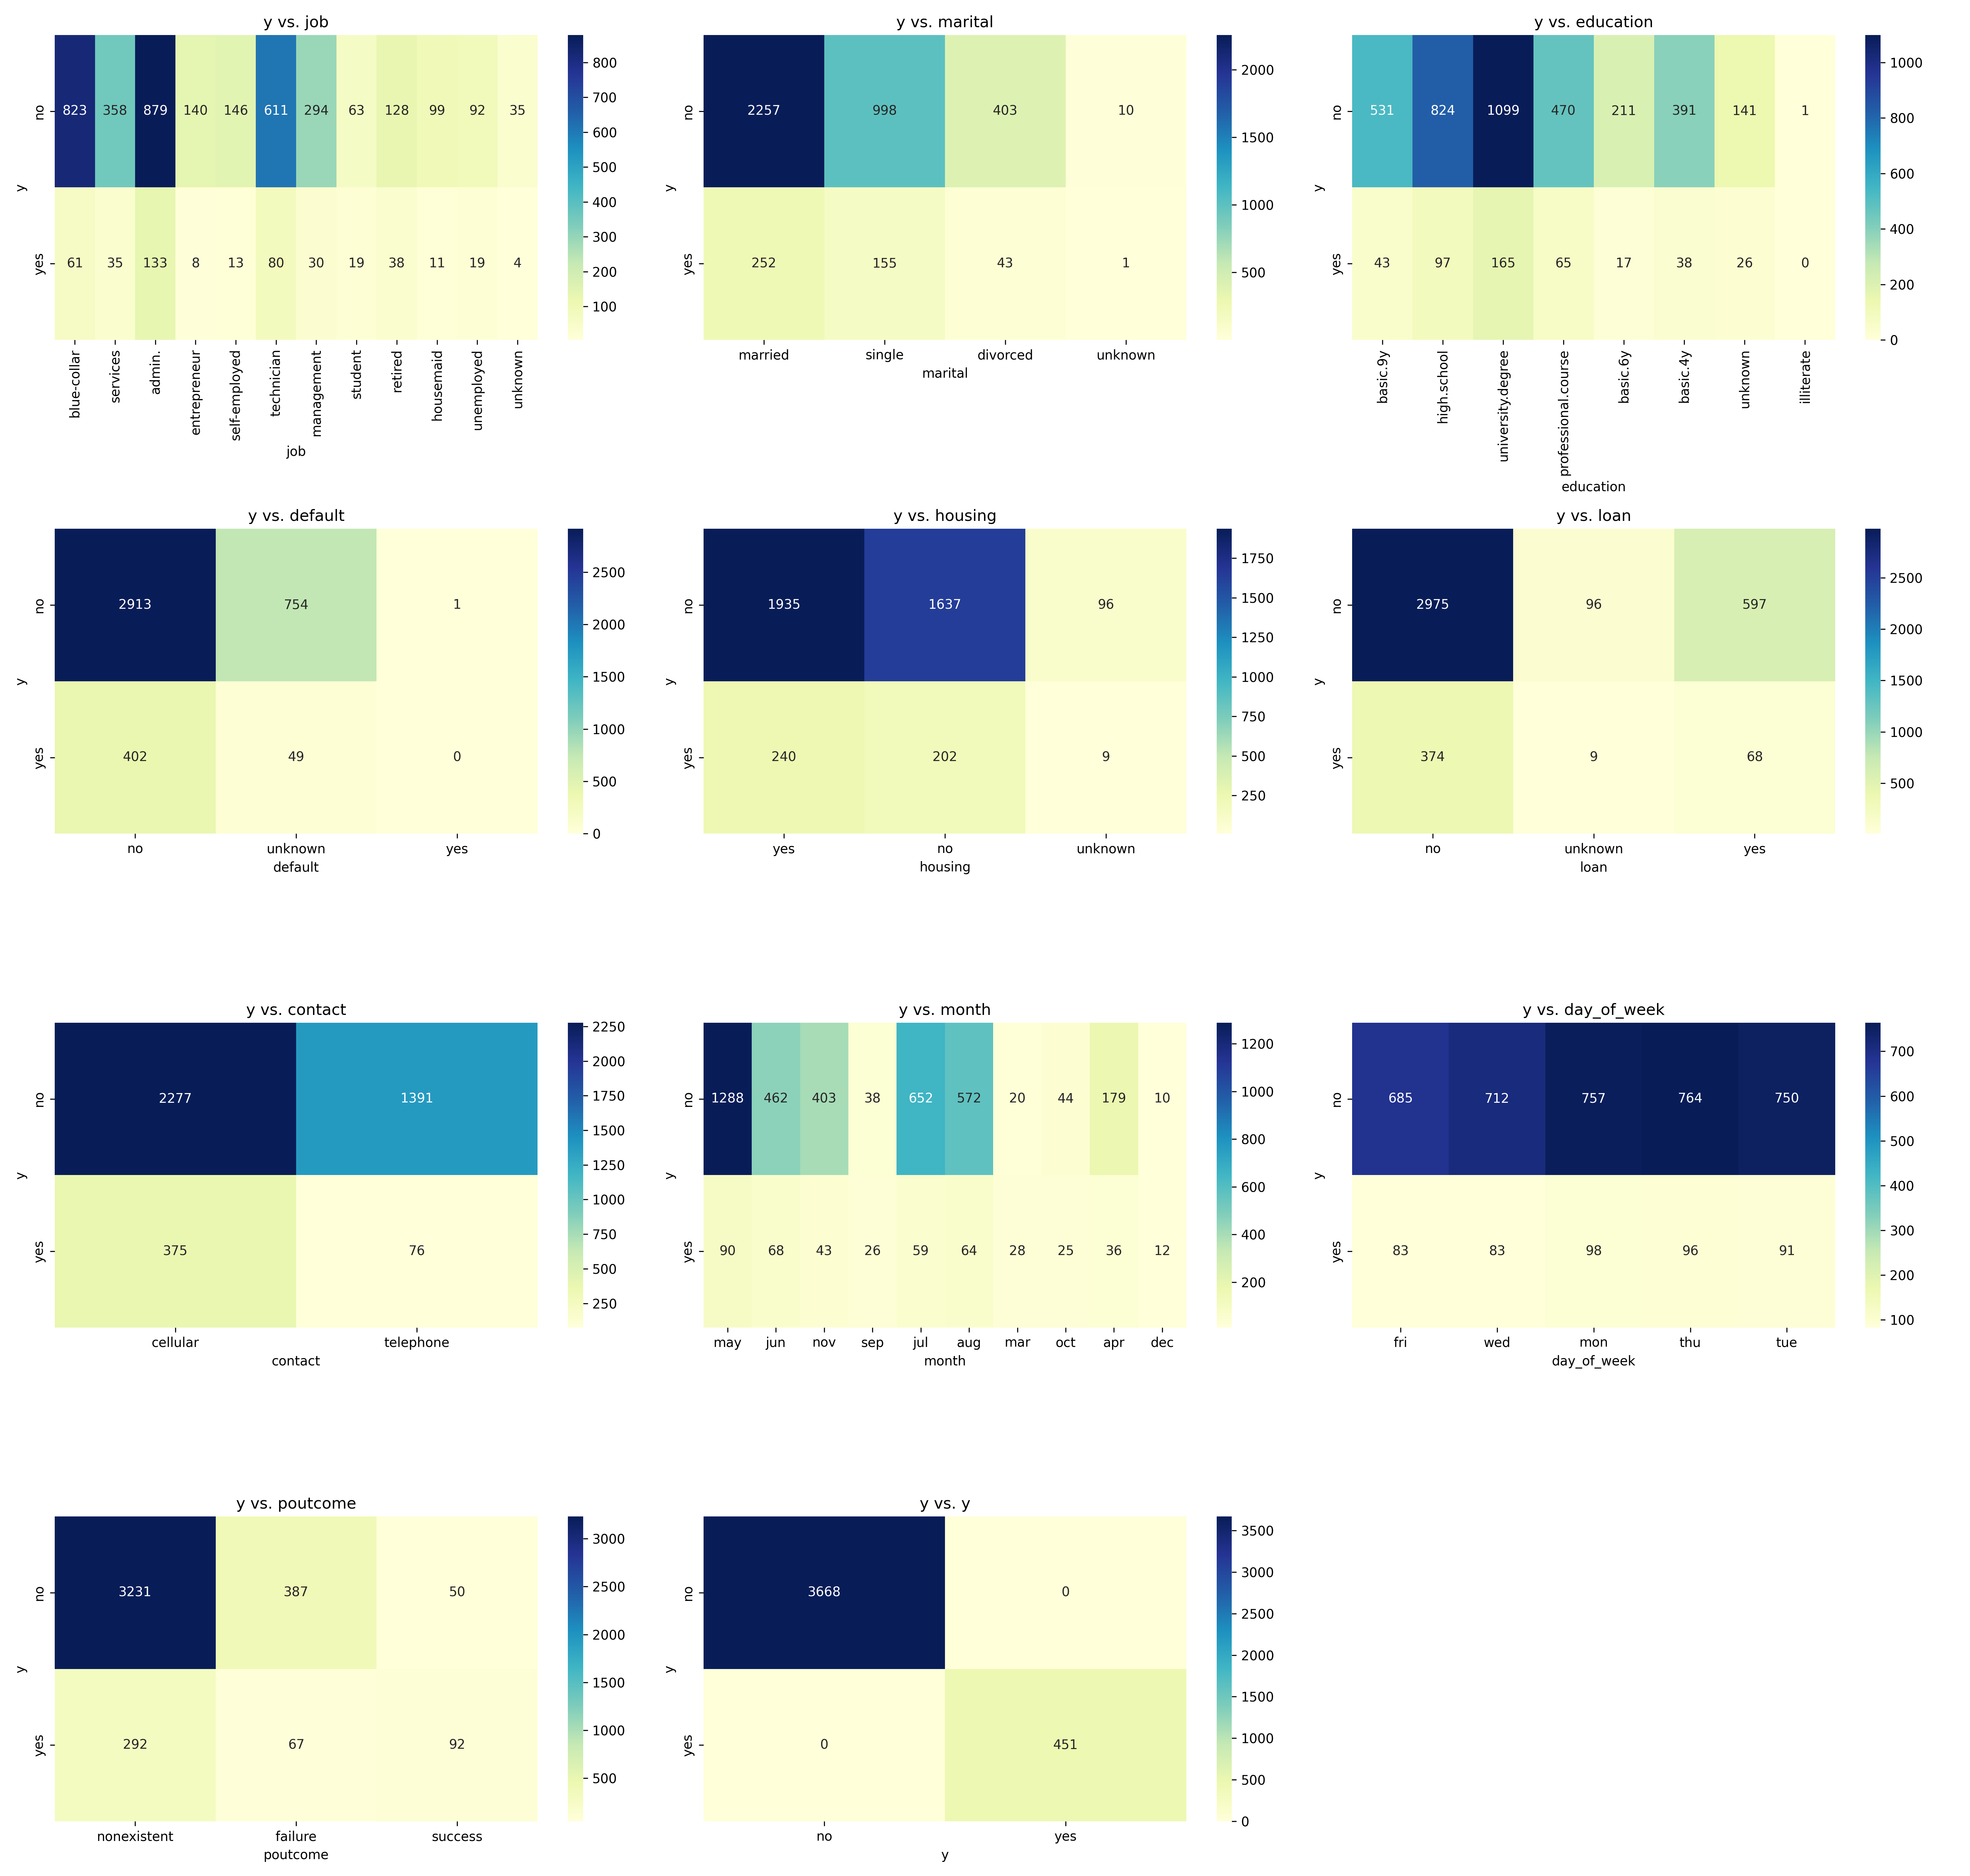 y vs. job
800
700
600
500
400
300
200
100
no
yes
y
823 358 879 140 146 611 294 63 128 99 92 35
61 35 133 8 13 80 30 19 38 11 19 4
blue-collar
services
admin.
entrepreneur
self-employed
technician
management
student
retired
housemaid
unemployed
unknown
job
y vs. marital
2000
1500
1000
500
no
yes
y
2257 998 403 10
252 155 43 1
married single divorced unknown
marital
y vs. education
1000
800
600
400
200
0
no
yes
y
531 824 1099 470 211 391 141 1
43 97 165 65 17 38 26 0
basic.9y
high.school
university.degree
professional.course
basic.6y
basic.4y
unknown
illiterate
education
y vs. default
2500
2000
1500
1000
500
0
no
yes
y
2913 754 1
402 49 0
no unknown yes
default
y vs. housing
1750
1500
1250
1000
750
500
250
no
yes
y
1935 1637 96
240 202 9
yes no unknown
housing
y vs. loan
2500
2000
1500
1000
500
no
yes
y
2975 96 597
374 9 68
no unknown yes
loan
y vs. contact
2250
2000
1750
1500
1250
1000
750
500
250
no
yes
y
2277 1391
375 76
cellular telephone
contact
y vs. month
1200
1000
800
600
400
200
no
yes
y
1288 462 403 38 652 572 20 44 179 10
90 68 43 26 59 64 28 25 36 12
may jun nov sep jul aug mar oct apr dec
month
y vs. day_of_week
700
600
500
400
300
200
100
no
yes
y
685 712 757 764 750
83 83 98 96 91
fri wed mon thu tue
day_of_week
y vs. poutcome
3000
2500
2000
1500
1000
500
no
yes
y
3231 387 50
292 67 92
nonexistent failure success
poutcome
y vs. y
3500
3000
2500
2000
1500
1000
500
0
no
yes
y
3668 0
0 451
no yes
y